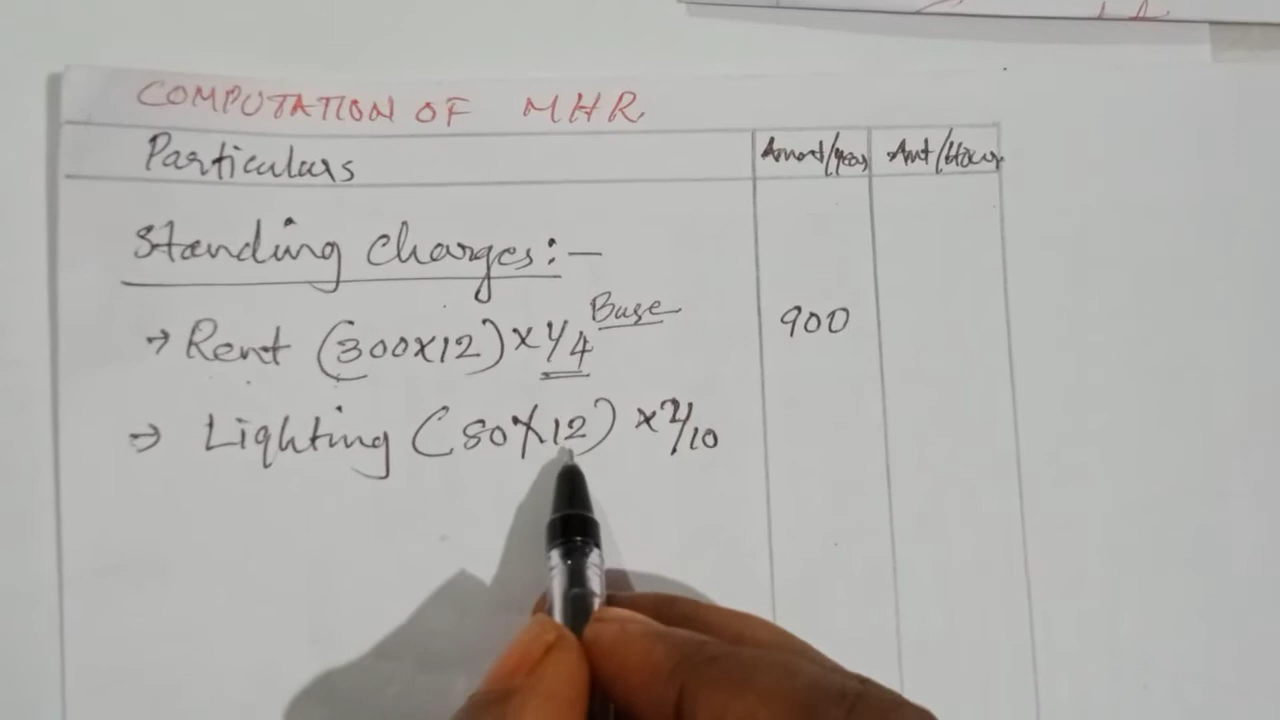 COMPUTATION OF MHR
Particulars Amont/year Amt/Hour
Standing Charges:-
→ Rent (300×12)×1/4 Base 900
→ Lighting (80×12) ×2/10